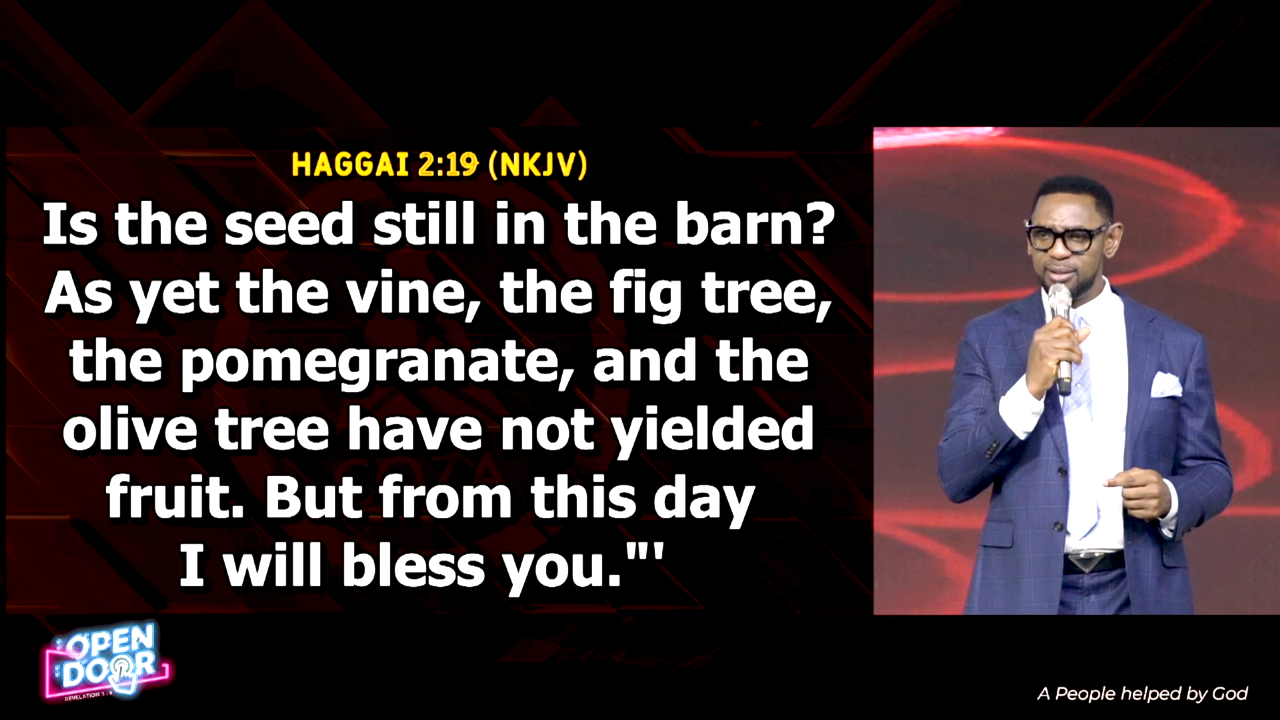 HAGGAI 2:19 (NKJV)
Is the seed still in the barn?
As yet the vine, the fig tree,
the pomegranate, and the
olive tree have not yielded
fruit. But from this day
I will bless you."'
OPEN
DOOR
A People helped by God